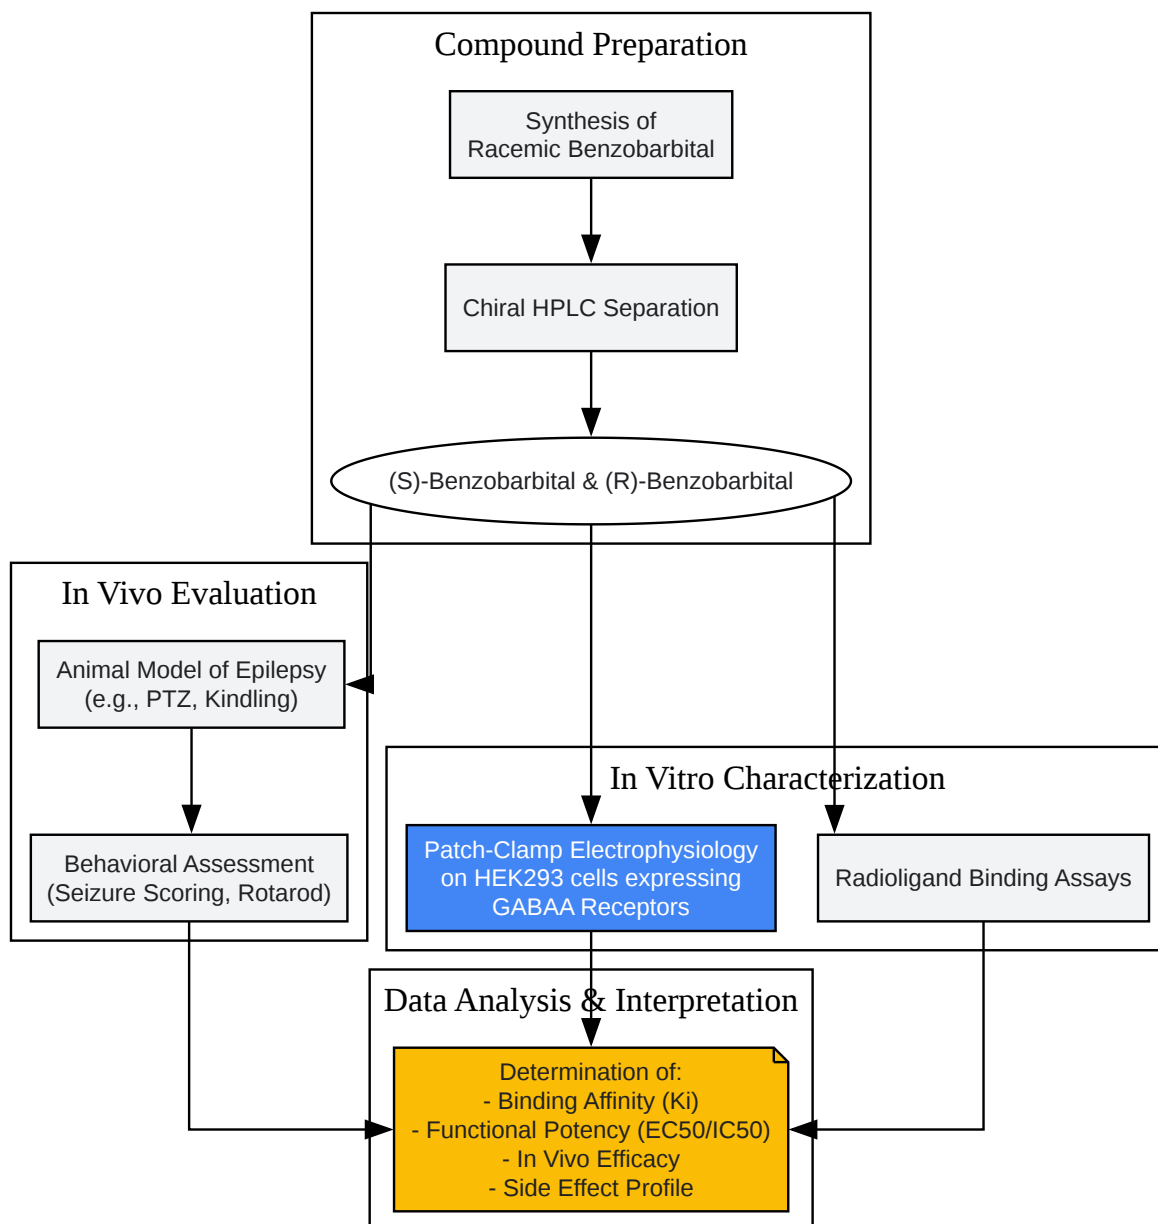 Compound Preparation
Synthesis of
Racemic Benzobarbital
Chiral HPLC Separation
(S)-Benzobarbital & (R)-Benzobarbital
In Vivo Evaluation
Animal Model of Epilepsy
(e.g., PTZ, Kindling)
Behavioral Assessment
(Seizure Scoring, Rotarod)
In Vitro Characterization
Patch-Clamp Electrophysiology
on HEK293 cells expressing
GABAA Receptors
Radioligand Binding Assays
Data Analysis & Interpretation
Determination of:
- Binding Affinity (Ki)
- Functional Potency (EC50/IC50)
- In Vivo Efficacy
- Side Effect Profile